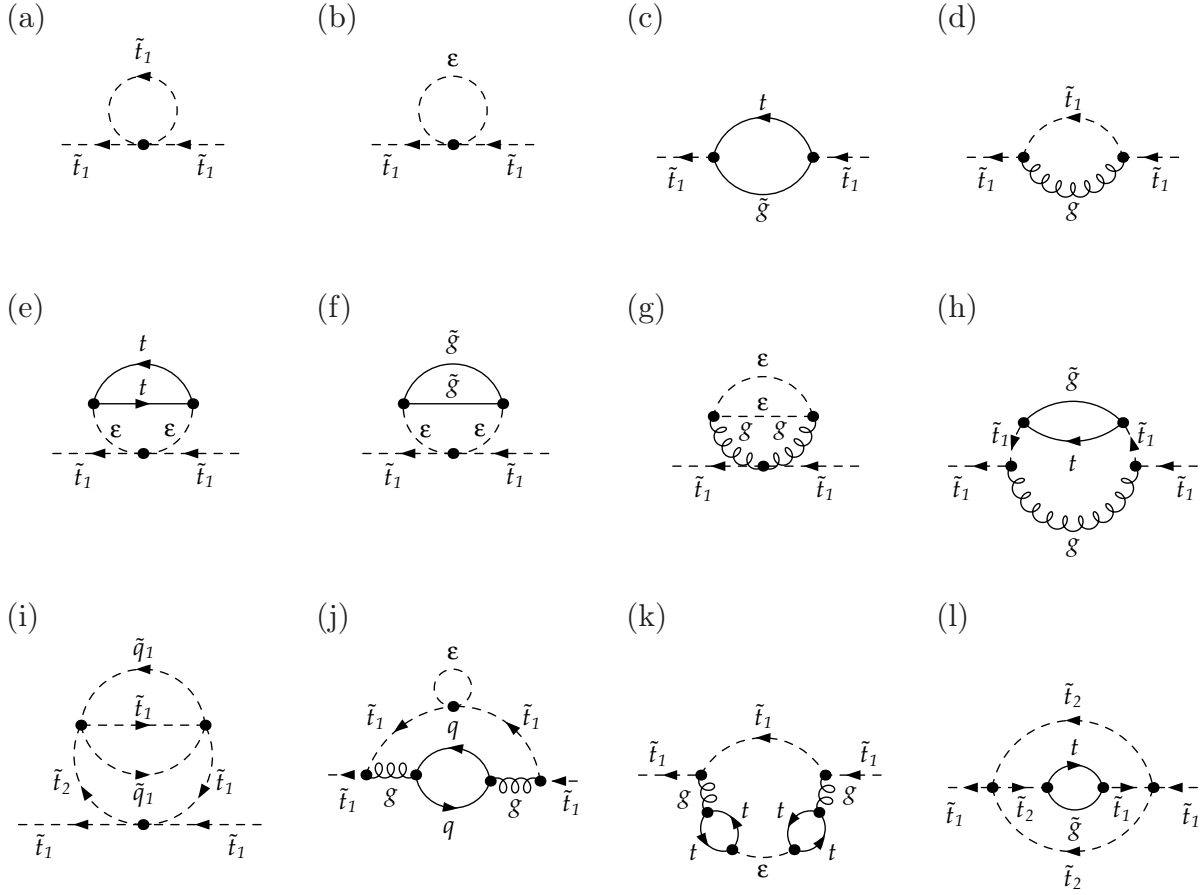 (a) (b) (c) (d)
t̃₁ ε t t̃₁
t̃₁ t̃₁ t̃₁ t̃₁ t̃₁ t̃₁ t̃₁ t̃₁
g̃ g
(e) (f) (g) (h)
t g̃ ε g̃
t g̃ ε t̃₁ t̃₁
ε ε ε ε g g t
t̃₁ t̃₁ t̃₁ t̃₁ t̃₁ t̃₁ t̃₁ t̃₁
g
(i) (j) (k) (l)
q̃₁ ε t̃₁ t̃₂
t̃₁ t̃₁ q t̃₁ t̃₁ t̃₁ t
t̃₂ q̃₁ t̃₁ t̃₁ g g t̃₁ g g t̃₁ t̃₂ t̃₁ t̃₁
q t t t t g̃
t̃₁ t̃₁ ε t̃₂